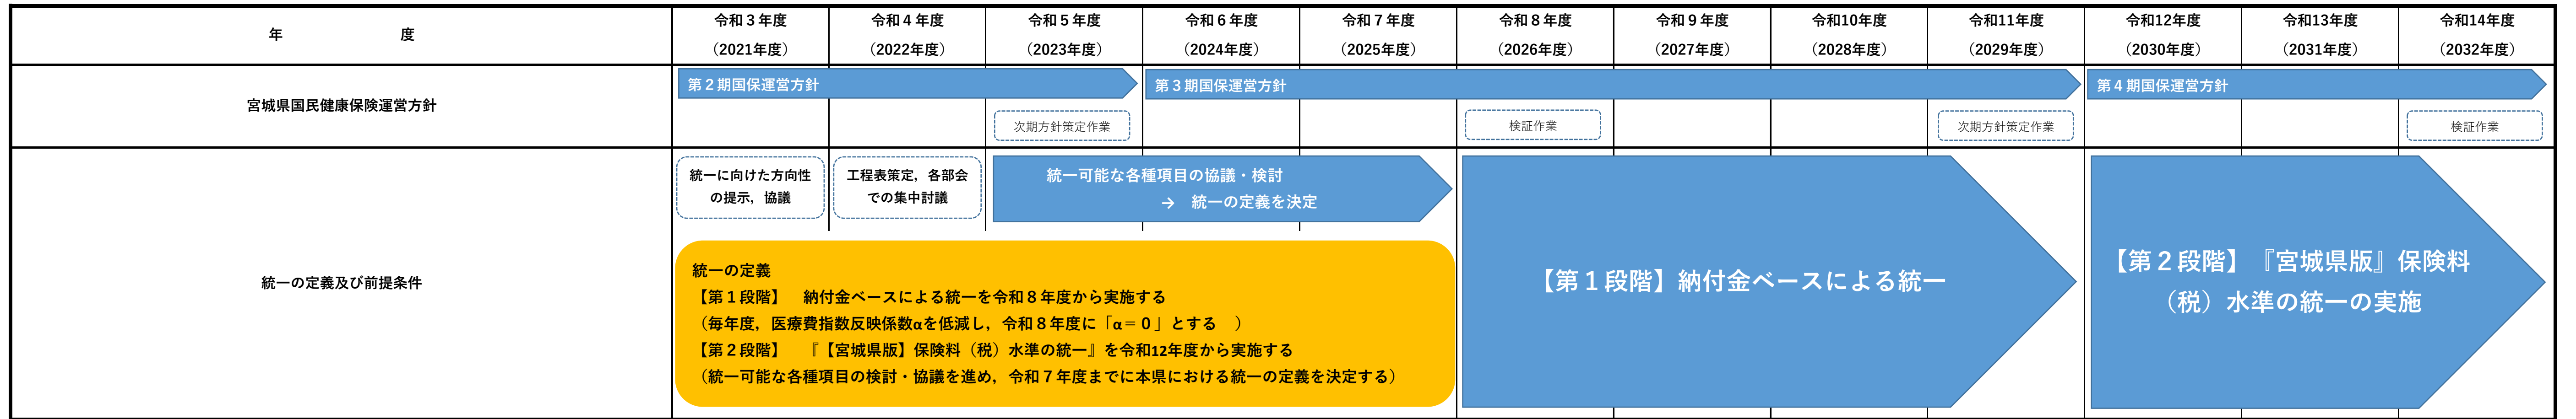 年　　　　　度
令和３年度
（2021年度）
令和４年度
（2022年度）
令和５年度
（2023年度）
令和６年度
（2024年度）
令和７年度
（2025年度）
令和８年度
（2026年度）
令和９年度
（2027年度）
令和10年度
（2028年度）
令和11年度
（2029年度）
令和12年度
（2030年度）
令和13年度
（2031年度）
令和14年度
（2032年度）
宮城県国民健康保険運営方針
第２期国保運営方針
第３期国保運営方針
第４期国保運営方針
次期方針策定作業
検証作業
次期方針策定作業
検証作業
統一の定義及び前提条件
統一に向けた方向性
の提示，協議
工程表策定，各部会
での集中討議
統一可能な各種項目の協議・検討
→　統一の定義を決定
統一の定義
【第１段階】　納付金ベースによる統一を令和８年度から実施する
（毎年度，医療費指数反映係数αを低減し，令和８年度に「α＝０」とする　）
【第２段階】　『【宮城県版】保険料（税）水準の統一』を令和12年度から実施する
（統一可能な各種項目の検討・協議を進め，令和７年度までに本県における統一の定義を決定する）
【第１段階】納付金ベースによる統一
【第２段階】『宮城県版』保険料
（税）水準の統一の実施